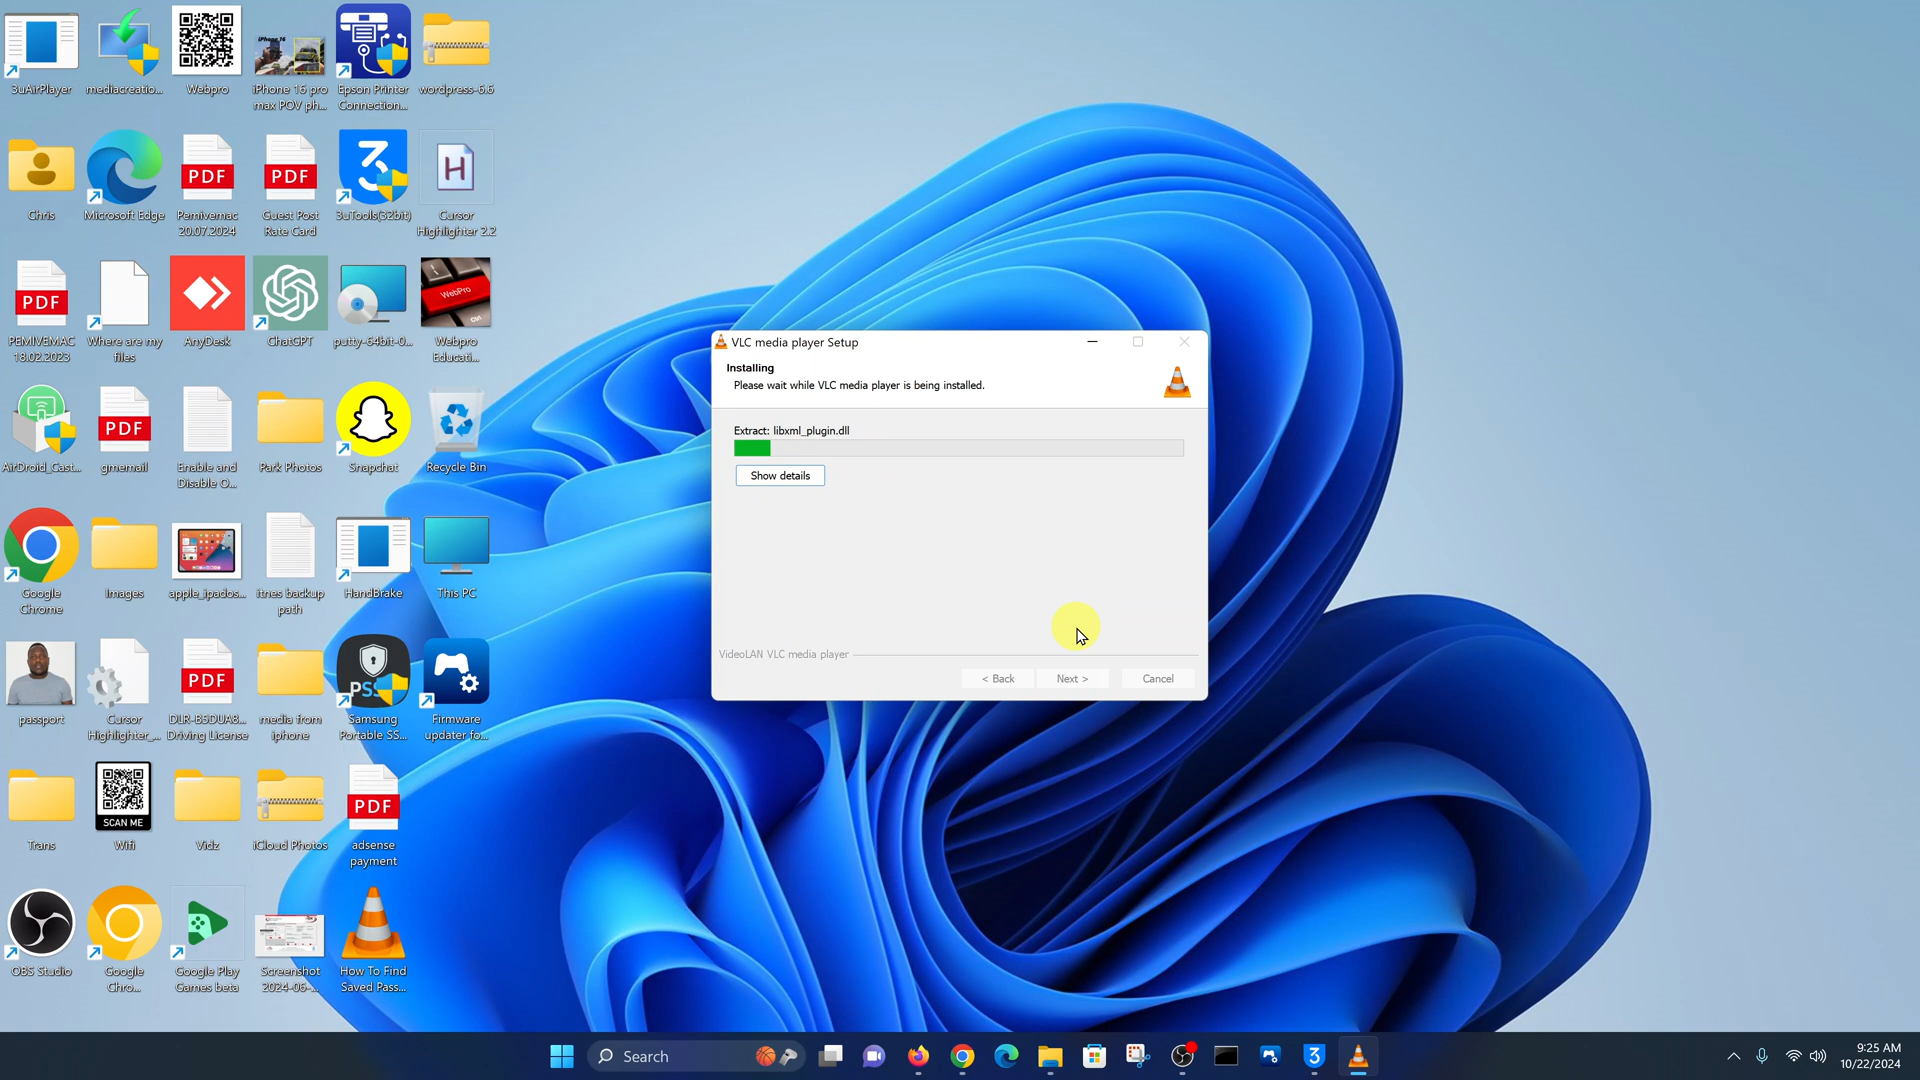 3uAirPlayer
mediacreatio...
Webpro
iPhone 16 pro
max POV ph...
Epson Printer
Connection...
wordpress-6.6
Chris
Microsoft Edge
PDF
Pemivemac
20.07.2024
PDF
Guest Post
Rate Card
3uTools(32bit)
H
Cursor
Highlighter 2.2
PDF
PEMIVEMAC
18.02.2023
Where are my
files
AnyDesk
ChatGPT
putty-64bit-0...
WebPro
Ctrl
Webpro
Educati...
AirDroid_Cast...
PDF
gmemail
Enable and
Disable O...
Park Photos
Snapchat
Recycle Bin
Google
Chrome
Images
apple_ipados...
itnes backup
path
HandBrake
This PC
passport
Cursor
Highlighter_...
PDF
DLR-B5DUA8...
Driving License
media from
iphone
PSS
Samsung
Portable SS...
Firmware
updater fo...
Trans
SCAN ME
Wifi
Vidz
iCloud Photos
PDF
adsense
payment
OBS Studio
Google
Chro...
Google Play
Games beta
Screenshot
2024-06-...
How To Find
Saved Pass...
VLC media player Setup
Installing
Please wait while VLC media player is being installed.
Extract: libxml_plugin.dll
Show details
VideoLAN VLC media player
< Back
Next >
Cancel
Search
9:25 AM
10/22/2024